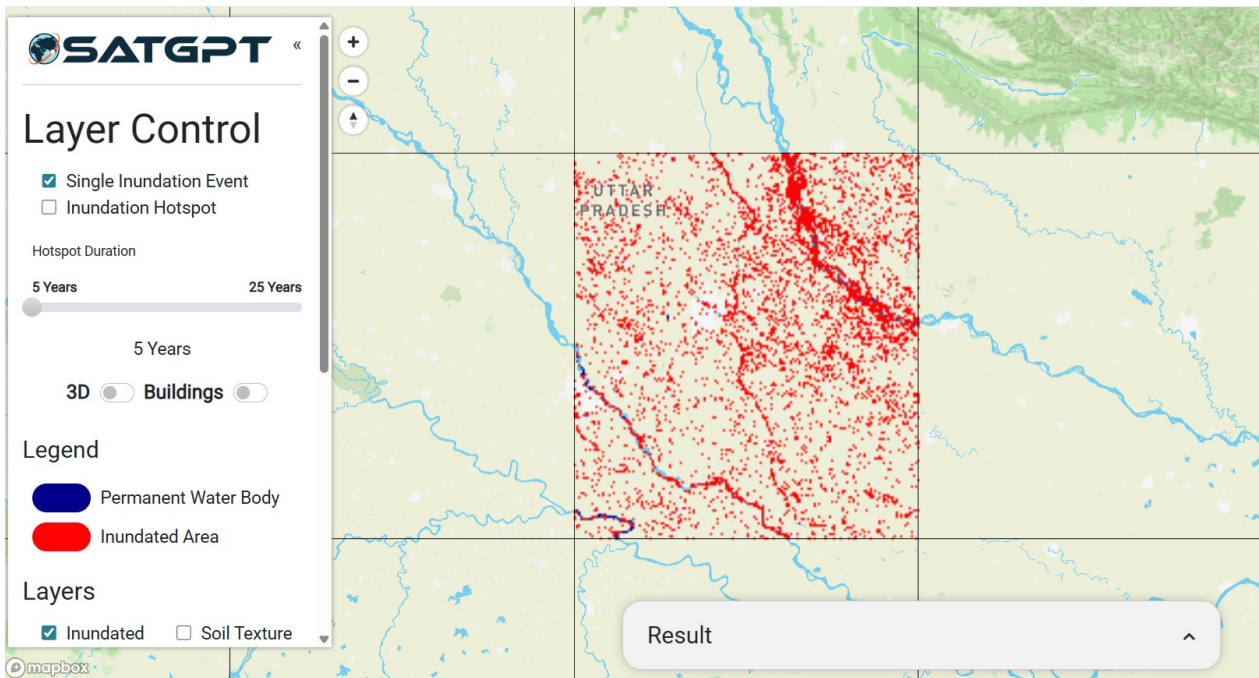 SATGPT
«
Layer Control
Single Inundation Event
Inundation Hotspot
Hotspot Duration
5 Years 25 Years
5 Years
3D Buildings
Legend
Permanent Water Body
Inundated Area
Layers
Inundated Soil Texture
mapbox
UTTAR
PRADESH
Result